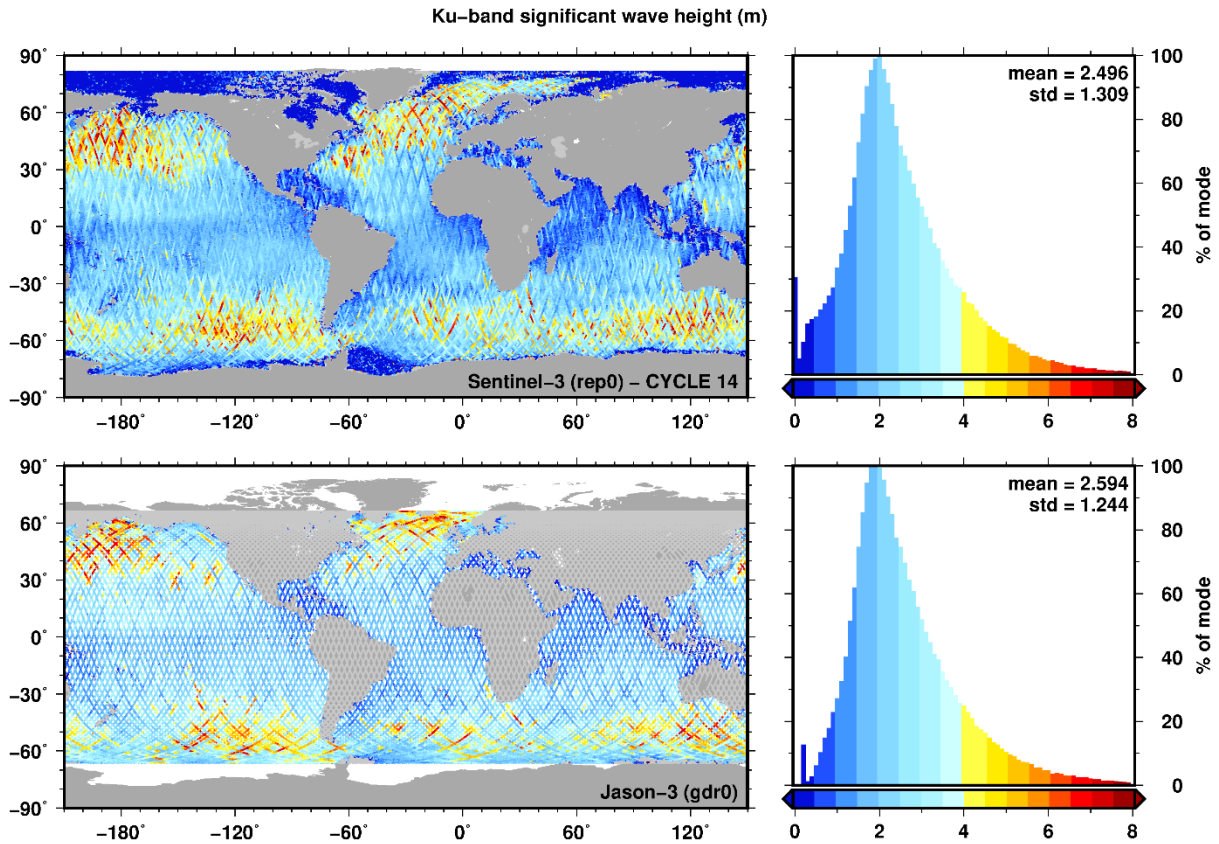 Ku−band significant wave height (m)
90˚
60˚
30˚
0˚
−30˚
−60˚
−90˚
−180˚ −120˚ −60˚ 0˚ 60˚ 120˚
Sentinel−3 (rep0) − CYCLE 14
mean = 2.496
std = 1.309
100
80
60
40
20
0
% of mode
0 2 4 6 8
90˚
60˚
30˚
0˚
−30˚
−60˚
−90˚
−180˚ −120˚ −60˚ 0˚ 60˚ 120˚
Jason−3 (gdr0)
mean = 2.594
std = 1.244
100
80
60
40
20
0
% of mode
0 2 4 6 8